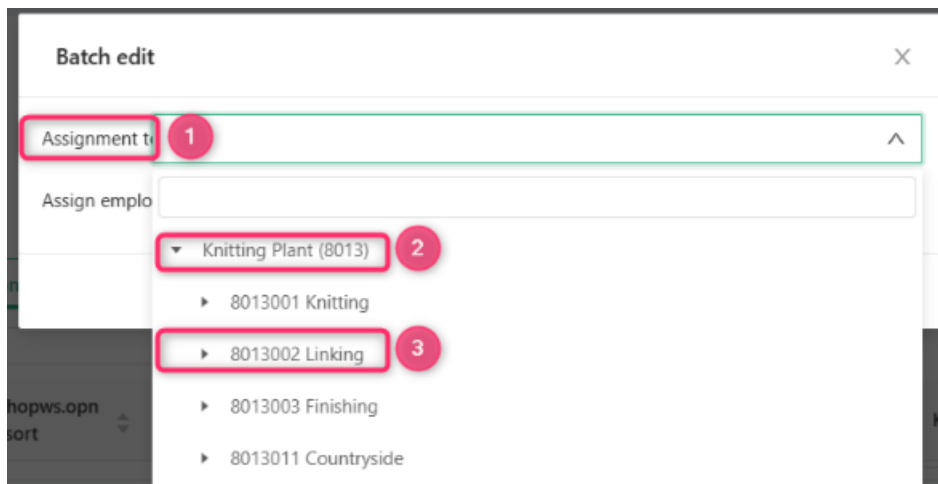 Batch edit
Assignment t
1
Assign emplo
Knitting Plant (8013)
2
8013001 Knitting
8013002 Linking
3
8013003 Finishing
hopws.opn
sort
8013011 Countryside